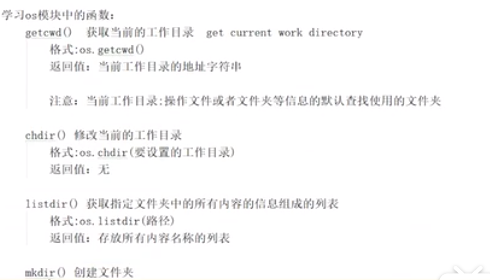 学习os模块中的函数:
getcwd() 获取当前的工作目录 get current work directory
格式:os.getcwd()
返回值: 当前工作目录的地址字符串
注意: 当前工作目录:操作文件或者文件夹等信息的默认查找使用的文件夹
chdir() 修改当前的工作目录
格式:os.chdir(要设置的工作目录)
返回值: 无
listdir() 获取指定文件夹中的所有内容的信息组成的列表
格式:os.listdir(路径)
返回值: 存放所有内容名称的列表
mkdir() 创建文件夹